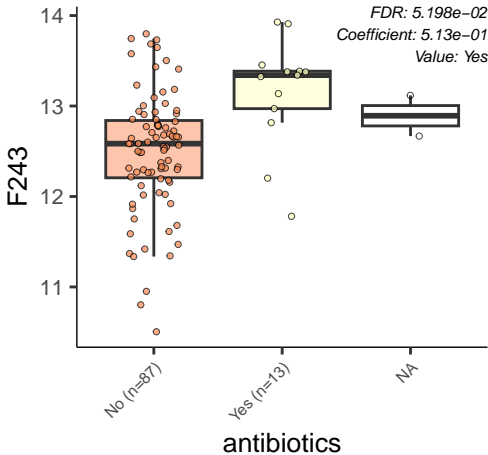 FDR: 5.198e−02
Coefficient: 5.13e−01
Value: Yes
14
13
12
11
F243
No (n=87)
Yes (n=13)
NA
antibiotics